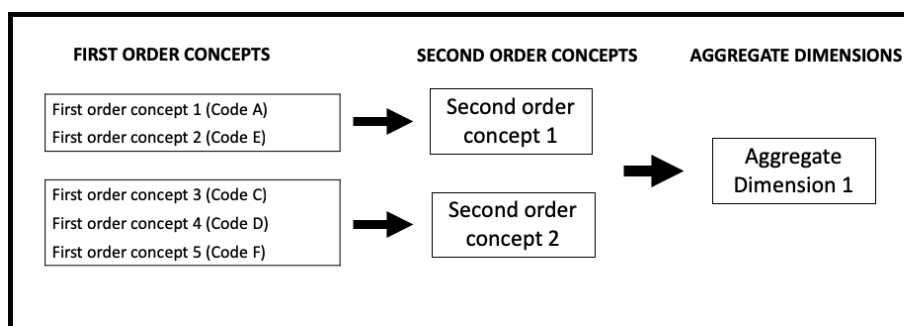 FIRST ORDER CONCEPTS
SECOND ORDER CONCEPTS
AGGREGATE DIMENSIONS
First order concept 1 (Code A)
First order concept 2 (Code E)
Second order
concept 1
First order concept 3 (Code C)
First order concept 4 (Code D)
First order concept 5 (Code F)
Second order
concept 2
Aggregate
Dimension 1